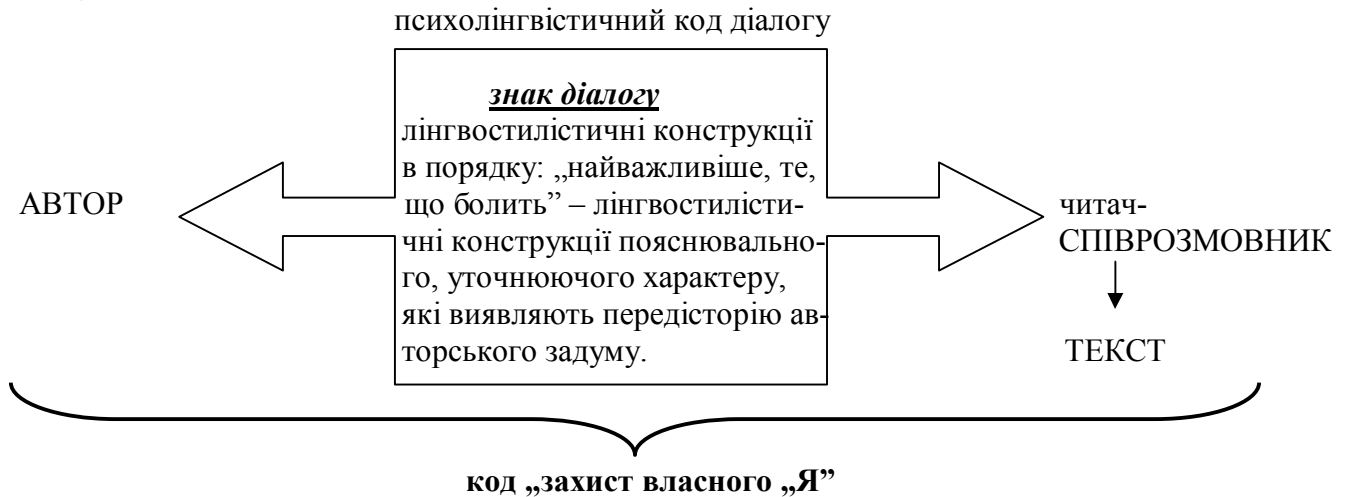 психолінгвістичний код діалогу
знак діалогу
лінгвостилістичні конструкції
в порядку: „найважливіше, те,
що болить” – лінгвостилісти-
чні конструкції пояснювально-
го, уточнюючого характеру,
які виявляють передісторію ав-
торського задуму.
АВТОР
читач-
СПІВРОЗМОВНИК
ТЕКСТ
код „захист власного „Я”